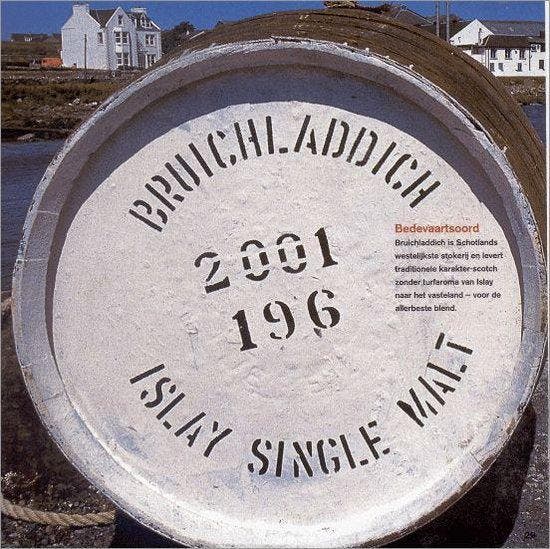 BRUICHLADDICH
2001
196
ISLAY SINGLE MALT
Bedevaartsoord
Bruichladdich is Schotlands
westelijkste stokerij en levert
traditionele karakter-scotch
zonder turfaroma van Islay
naar het vasteland – voor de
allerbeste blend.
29